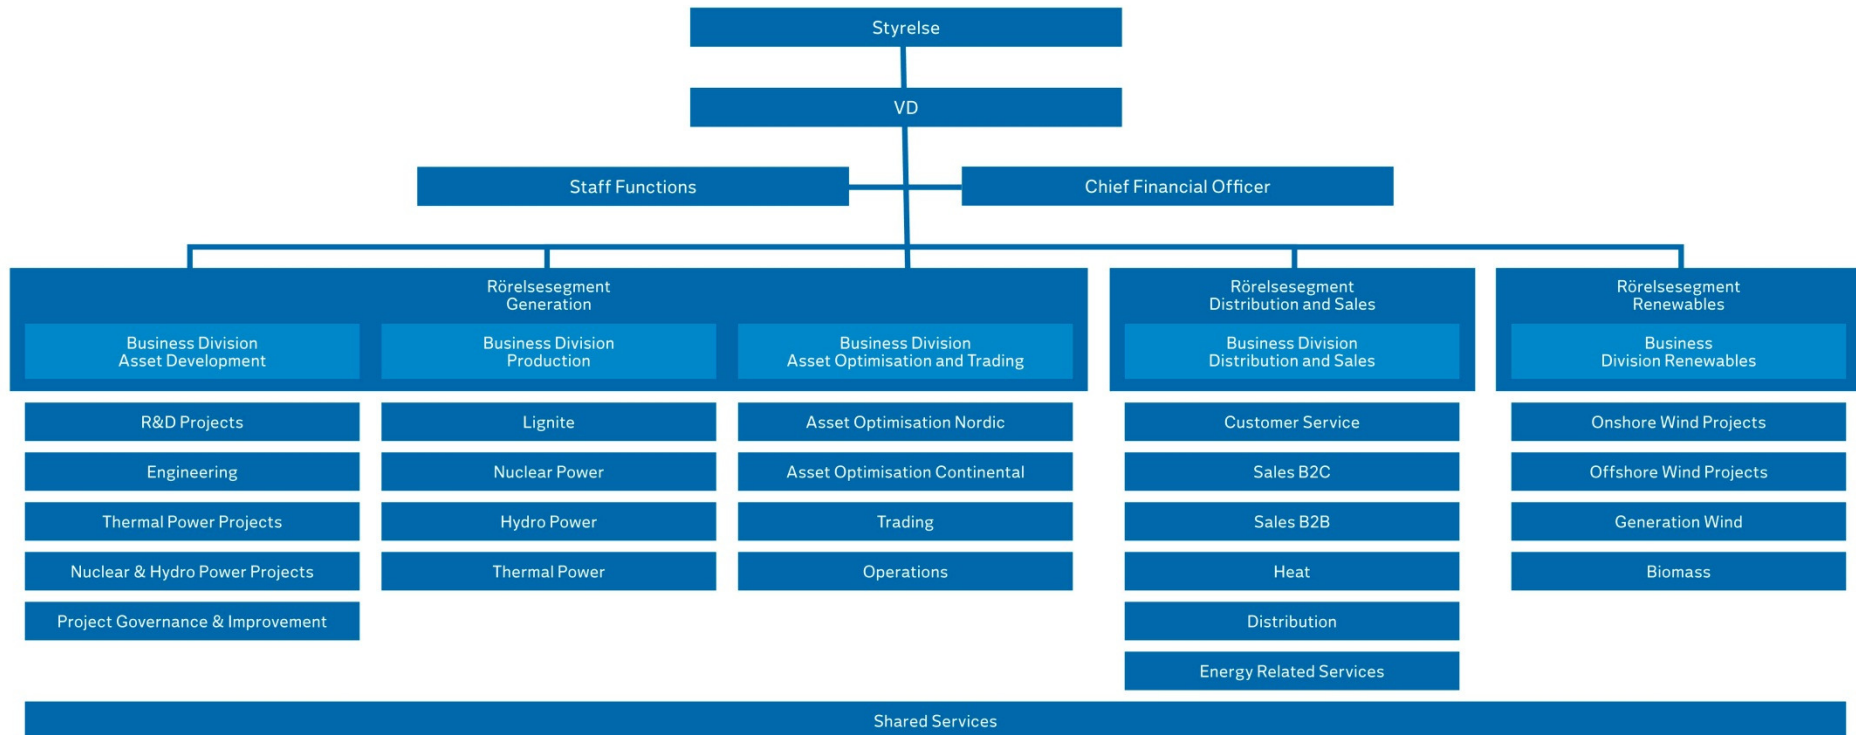 Styrelse
VD
Staff Functions
Chief Financial Officer
Rörelsesegment
Generation
Business Division
Asset Development
Business Division
Production
Business Division
Asset Optimisation and Trading
Rörelsesegment
Distribution and Sales
Business Division
Distribution and Sales
Rörelsesegment
Renewables
Business
Division Renewables
R&D Projects
Engineering
Thermal Power Projects
Nuclear & Hydro Power Projects
Project Governance & Improvement
Lignite
Nuclear Power
Hydro Power
Thermal Power
Asset Optimisation Nordic
Asset Optimisation Continental
Trading
Operations
Customer Service
Sales B2C
Sales B2B
Heat
Distribution
Energy Related Services
Onshore Wind Projects
Offshore Wind Projects
Generation Wind
Biomass
Shared Services